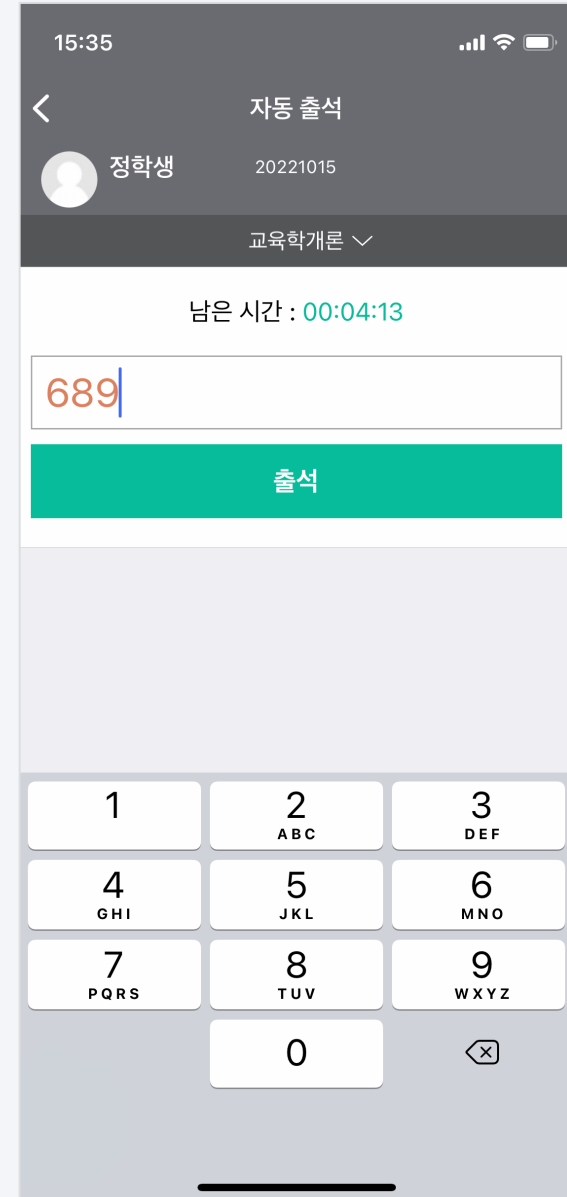 15:35
자동 출석
정학생 20221015
교육학개론
남은 시간 : 00:04:13
689
출석
1 2 3
ABC DEF
4 5 6
GHI JKL MNO
7 8 9
PQRS TUV WXYZ
0